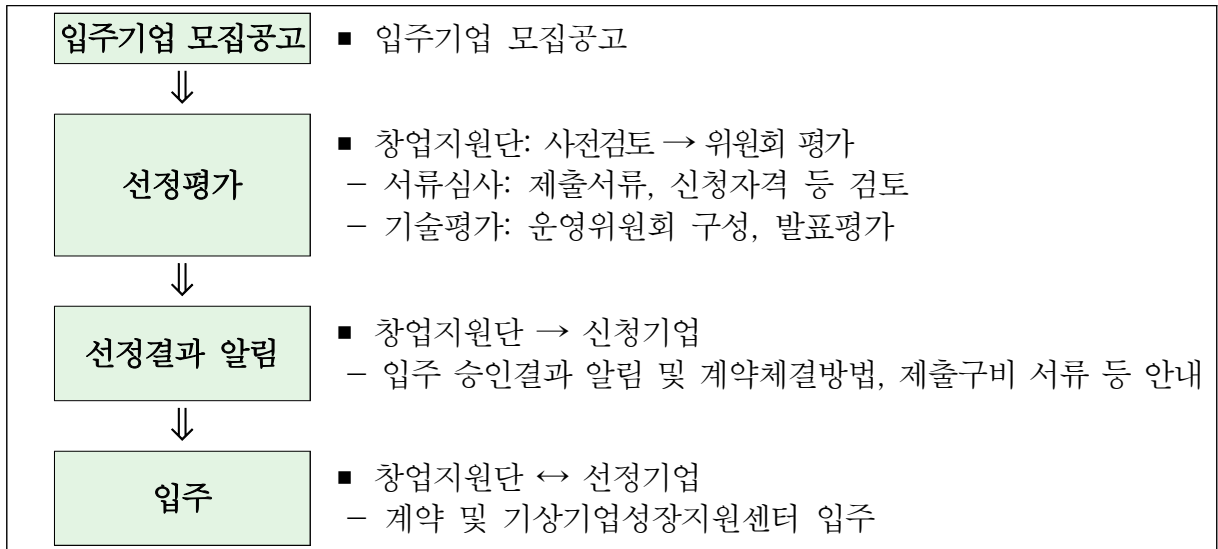 입주기업 모집공고 ■ 입주기업 모집공고
⇓
선정평가
■ 창업지원단: 사전검토 → 위원회 평가
- 서류심사: 제출서류, 신청자격 등 검토
- 기술평가: 운영위원회 구성, 발표평가
⇓
선정결과 알림
■ 창업지원단 → 신청기업
- 입주 승인결과 알림 및 계약체결방법, 제출구비 서류 등 안내
⇓
입주
■ 창업지원단 ↔ 선정기업
- 계약 및 기상기업성장지원센터 입주